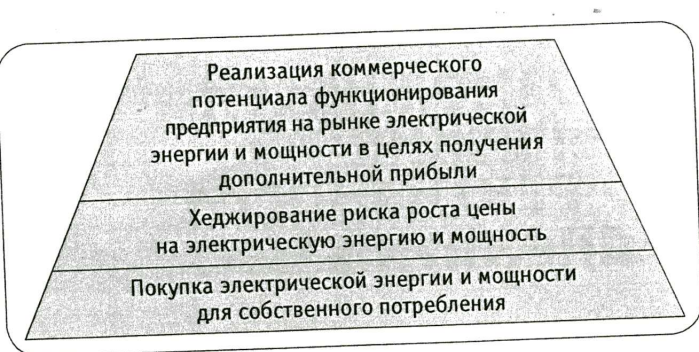 Реализация коммерческого
потенциала функционирования
предприятия на рынке электрической
энергии и мощности в целях получения
дополнительной прибыли
Хеджирование риска роста цены
на электрическую энергию и мощность
Покупка электрической энергии и мощности
для собственного потребления